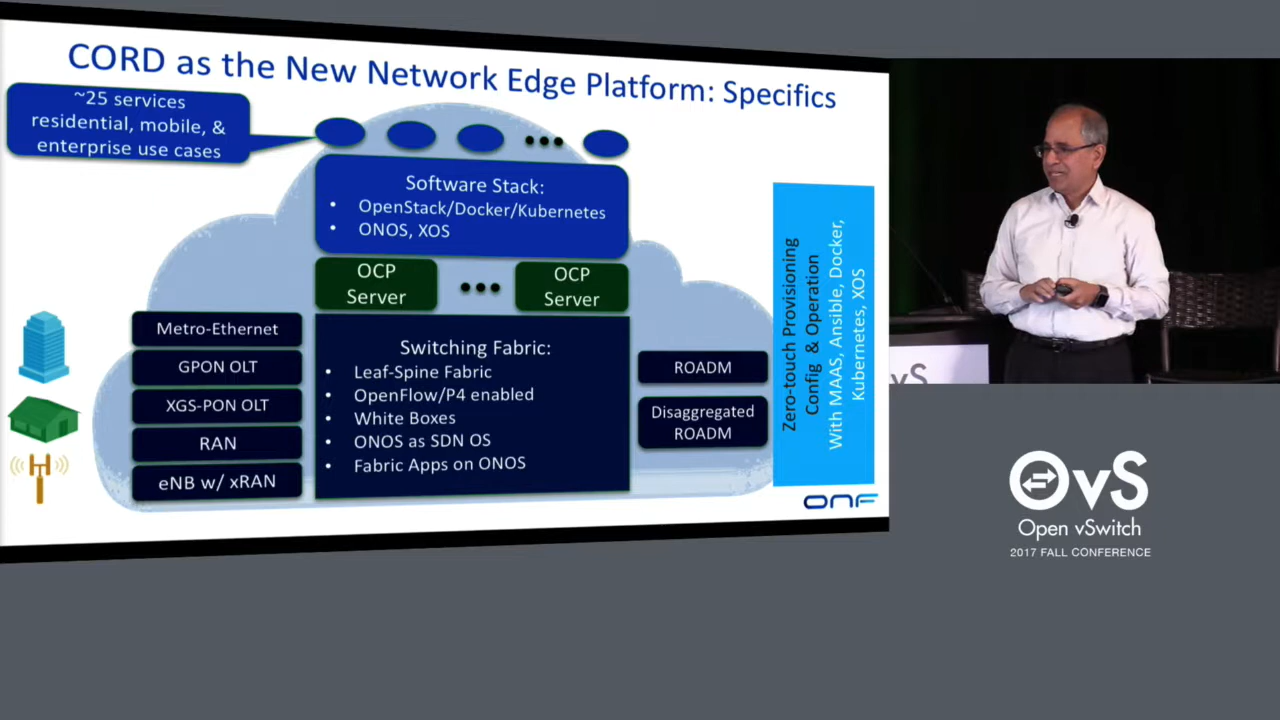 CORD as the New Network Edge Platform: Specifics
~25 services
residential, mobile, &
enterprise use cases
Software Stack:
• OpenStack/Docker/Kubernetes
• ONOS, XOS
OCP
Server
OCP
Server
Metro-Ethernet
GPON OLT
XGS-PON OLT
RAN
eNB w/ xRAN
Switching Fabric:
• Leaf-Spine Fabric
• OpenFlow/P4 enabled
• White Boxes
• ONOS as SDN OS
• Fabric Apps on ONOS
ROADM
Disaggregated
ROADM
Zero-touch Provisioning
Config & Operation
With MAAS, Ansible, Docker,
Kubernetes, XOS
ONF
vS
OvS
Open vSwitch
2017 FALL CONFERENCE